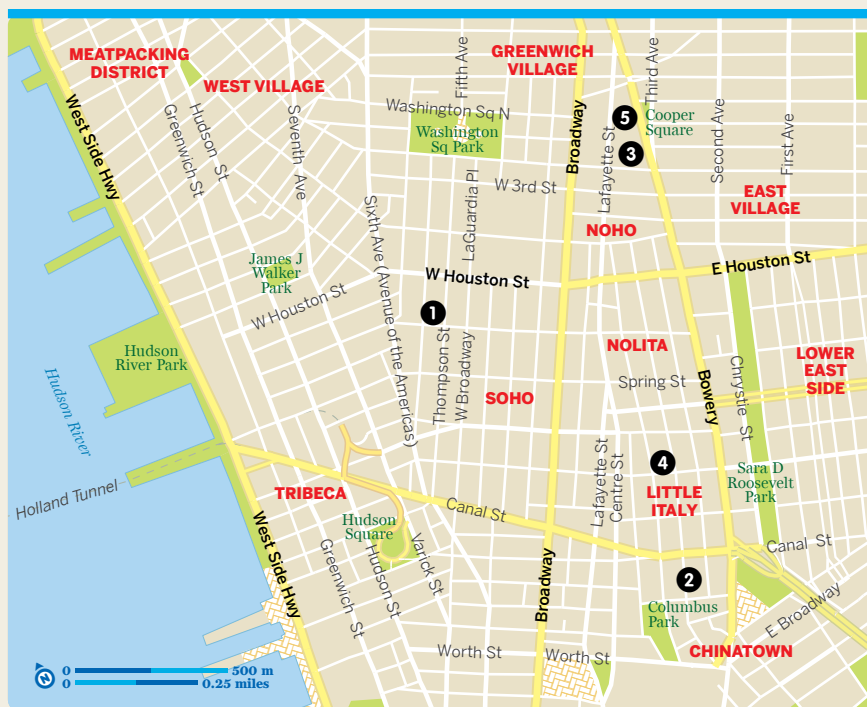 MEATPACKING
DISTRICT
WEST VILLAGE
GREENWICH
VILLAGE
Fifth Ave
Third Ave
West Side Hwy
Greenwich St
Hudson St
Seventh Ave
Washington Sq N
Washington
Sq Park
Broadway
Lafayette St
5
Cooper
Square
3
Second Ave
First Ave
EAST
VILLAGE
W 3rd St
LaGuardia Pl
NOHO
Sixth Ave (Avenue of the Americas)
James J
Walker
Park
W Houston St
W Houston St
E Houston St
1
Thompson St
W Broadway
Hudson
River Park
Hudson River
SOHO
NOLITA
Spring St
Bowery
Chrystie St
LOWER
EAST
SIDE
Holland Tunnel
TRIBECA
Lafayette St
Centre St
4
LITTLE
ITALY
Sara D
Roosevelt
Park
Canal St
Hudson
Square
West Side Hwy
Greenwich St
Hudson St
Varick St
Broadway
Canal St
2
Columbus
Park
E Broadway
CHINATOWN
Worth St
Worth St
N
0 500 m
0 0.25 miles